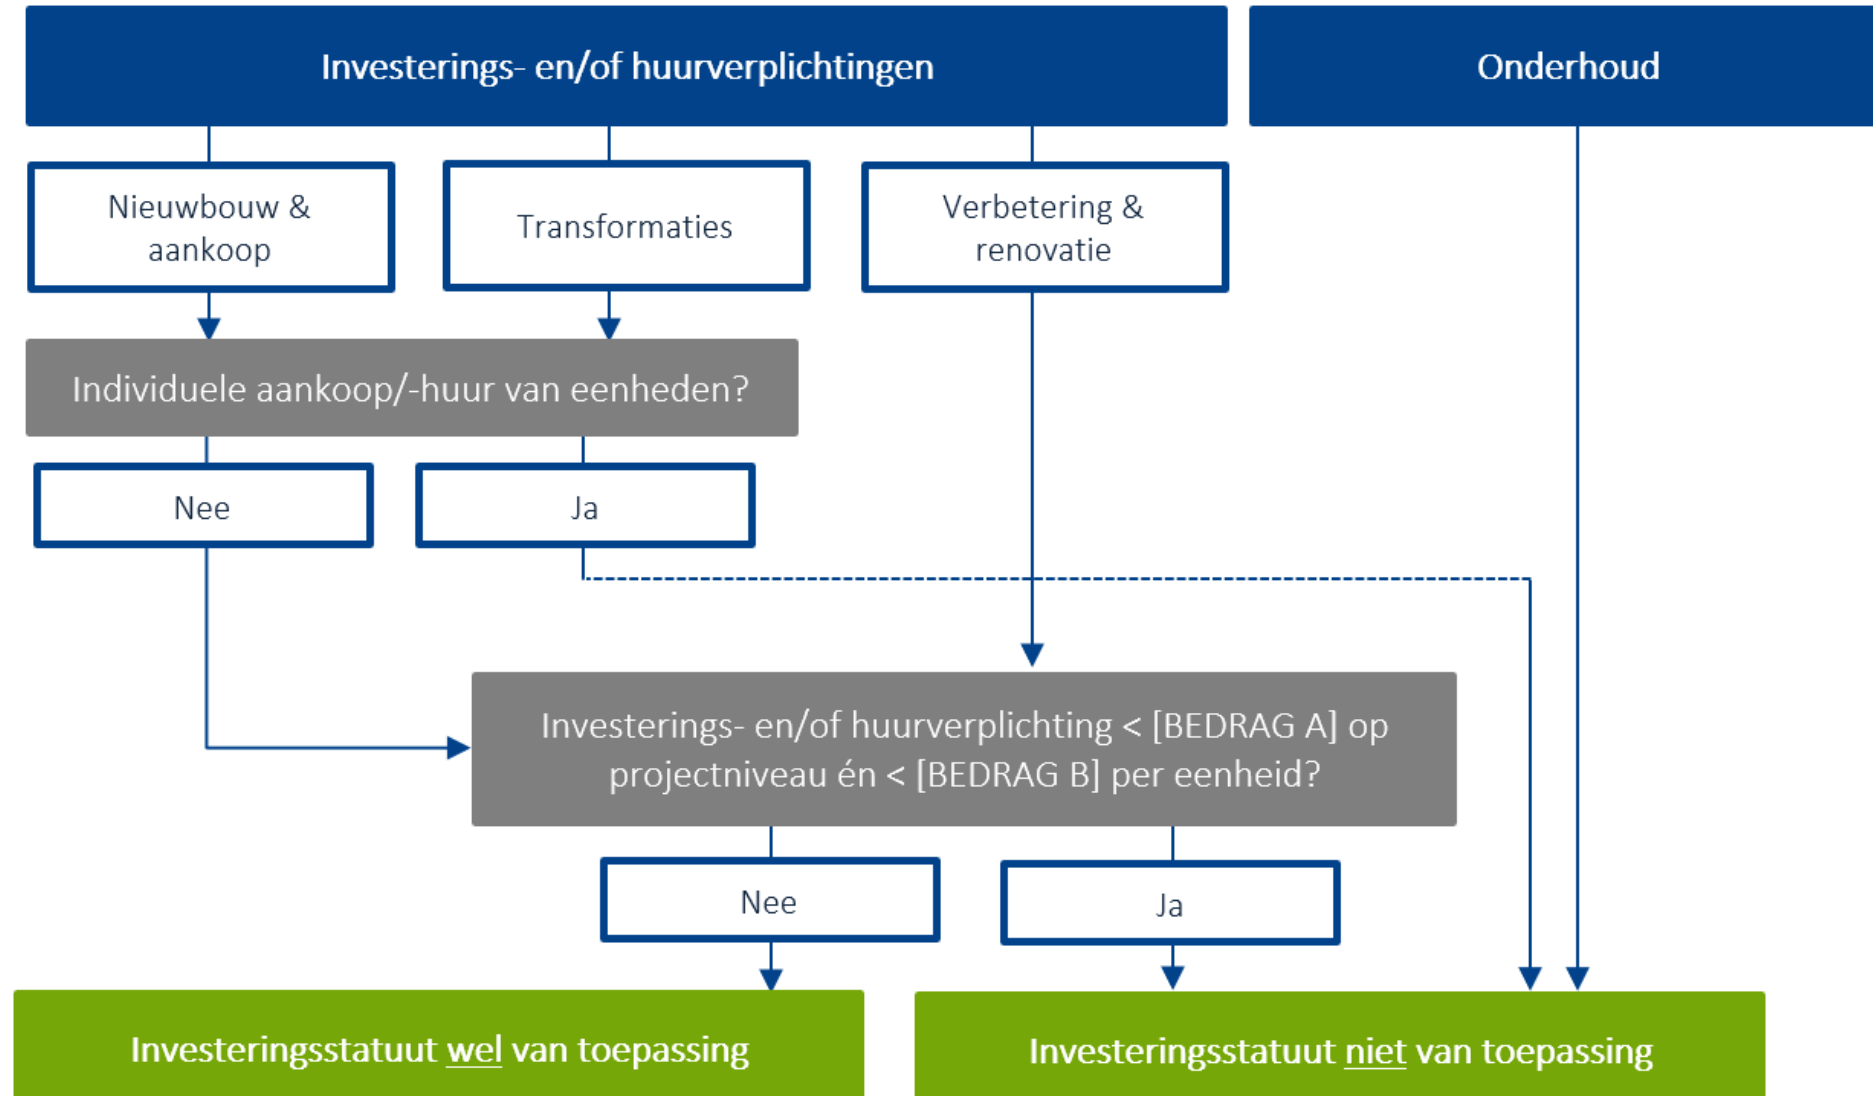 Investerings- en/of huurverplichtingen
Onderhoud
Nieuwbouw &
aankoop
Transformaties
Verbetering &
renovatie
Individuele aankoop/-huur van eenheden?
Nee
Ja
Investerings- en/of huurverplichting < [BEDRAG A] op
projectniveau én < [BEDRAG B] per eenheid?
Nee
Ja
Investeringsstatuut wel van toepassing
Investeringsstatuut niet van toepassing